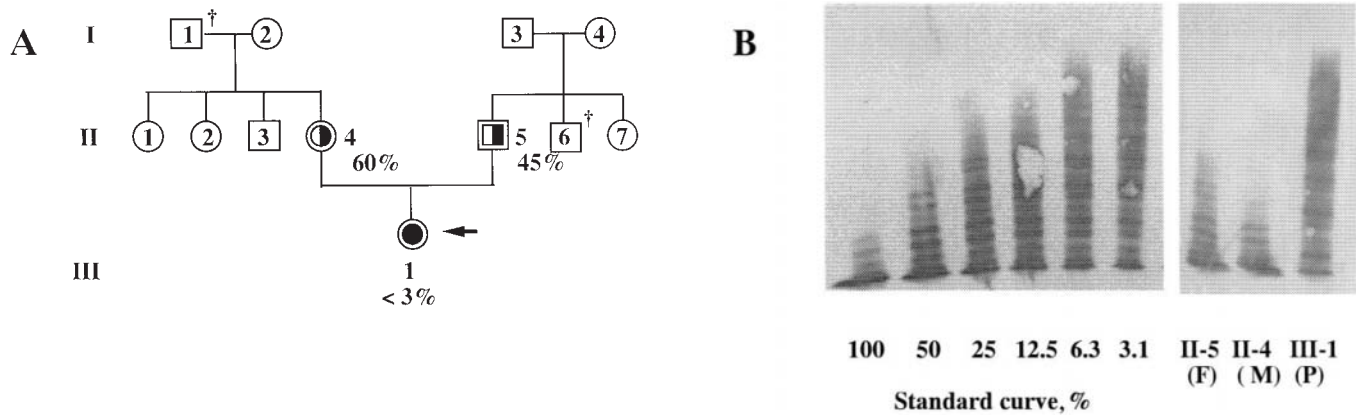 A
B
I
1 †
2
3
4
II
1
2
3
4
60%
5
45%
6 †
7
III
1
< 3%
100 50 25 12.5 6.3 3.1
Standard curve, %
II-5 II-4 III-1
(F) ( M) (P)